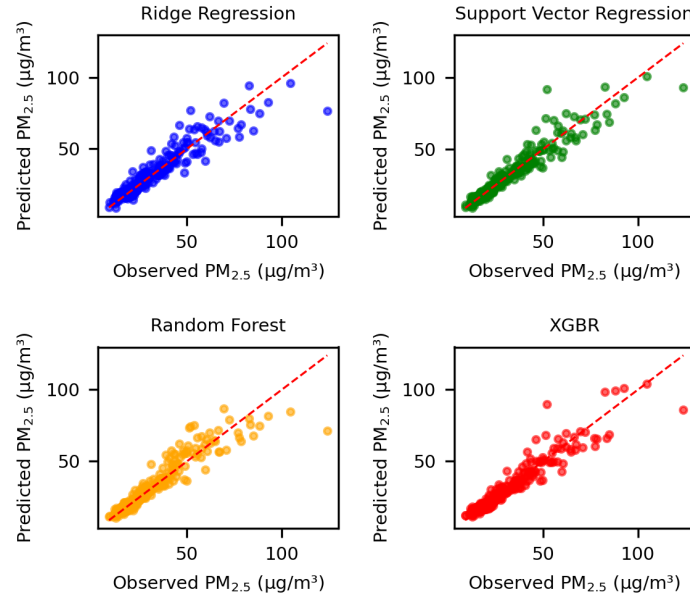 Ridge Regression
Predicted PM2.5 (µg/m³)
100
50
50 100
Observed PM2.5 (µg/m³)
Support Vector Regression
Predicted PM2.5 (µg/m³)
100
50
50 100
Observed PM2.5 (µg/m³)
Random Forest
Predicted PM2.5 (µg/m³)
100
50
50 100
Observed PM2.5 (µg/m³)
XGBR
Predicted PM2.5 (µg/m³)
100
50
50 100
Observed PM2.5 (µg/m³)